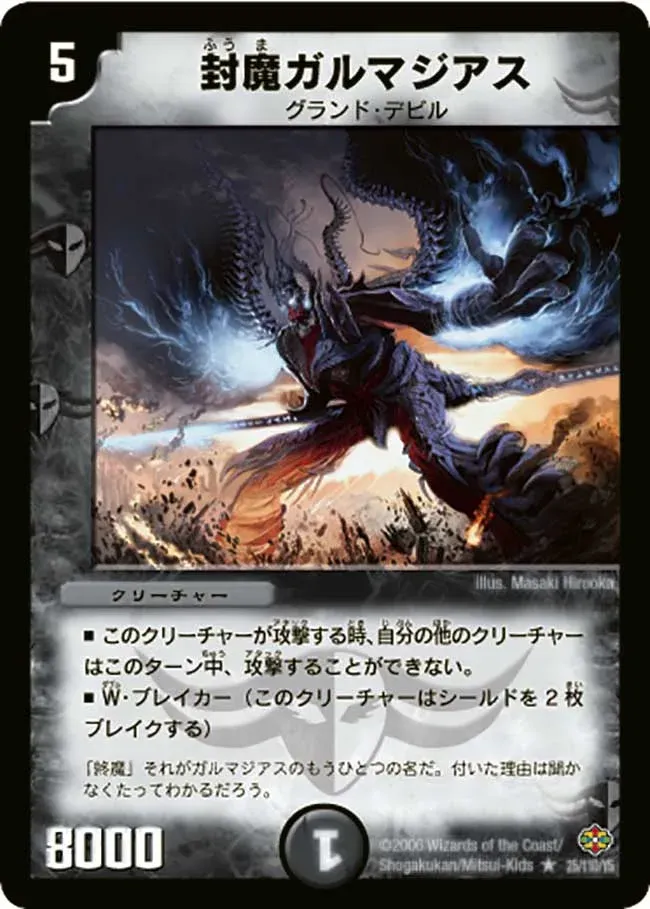 5
ふう ま
封魔ガルマジアス
グランド・デビル
illus. Masaki Hirooka
クリーチャー
■ このクリーチャーが攻撃する時、自分の他のクリーチャー
はこのターン中、攻撃することができない。
■ W・ブレイカー（このクリーチャーはシールドを2枚
ブレイクする）
「終魔」それがガルマジアスのもうひとつの名だ。付いた理由は聞か
なくたってわかるだろう。
8000
1
©2006 Wizards of the Coast/
Shogakukan/Mitsui-Kids ★ 25/110/Y5